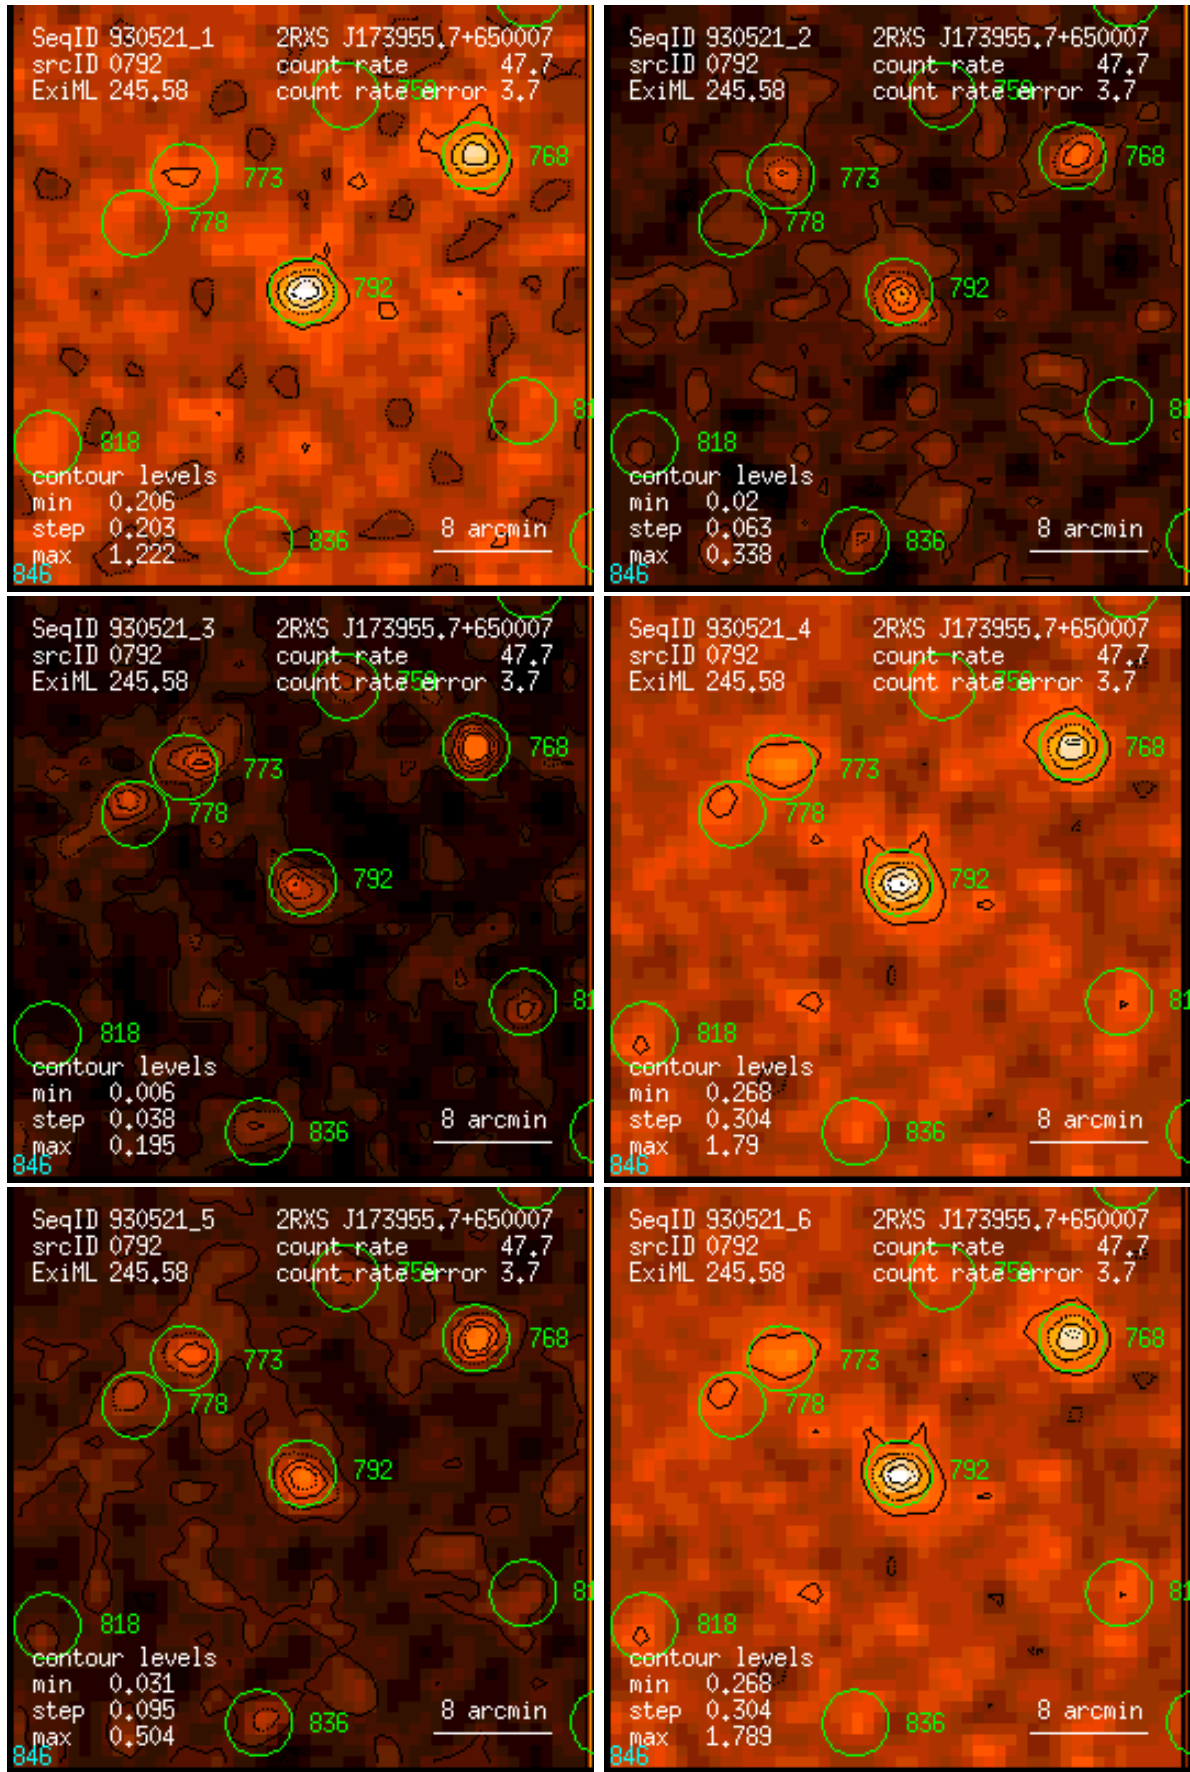 SeqID 930521_1 2RXS J173955.7+650007
srcID 0792 count rate 47.7
ExiML 245.58 count rate error 3.7
759
768
773
778
792
81
818
contour levels
min 0.206
step 0.203 8 arcmin
836
max 1.222
846
SeqID 930521_2 2RXS J173955.7+650007
srcID 0792 count rate 47.7
ExiML 245.58 count rate error 3.7
759
768
773
778
792
81
818
contour levels
min 0.02
step 0.063 8 arcmin
836
max 0.338
846
SeqID 930521_3 2RXS J173955.7+650007
srcID 0792 count rate 47.7
ExiML 245.58 count rate error 3.7
759
768
773
778
792
81
818
contour levels
min 0.006
step 0.038 8 arcmin
836
max 0.195
846
SeqID 930521_4 2RXS J173955.7+650007
srcID 0792 count rate 47.7
ExiML 245.58 count rate error 3.7
759
768
773
778
792
81
818
contour levels
min 0.268
step 0.304 8 arcmin
836
max 1.79
846
SeqID 930521_5 2RXS J173955.7+650007
srcID 0792 count rate 47.7
ExiML 245.58 count rate error 3.7
759
768
773
778
792
81
818
contour levels
min 0.031
step 0.095 8 arcmin
836
max 0.504
846
SeqID 930521_6 2RXS J173955.7+650007
srcID 0792 count rate 47.7
ExiML 245.58 count rate error 3.7
759
768
773
778
792
81
818
contour levels
min 0.268
step 0.304 8 arcmin
836
max 1.789
846